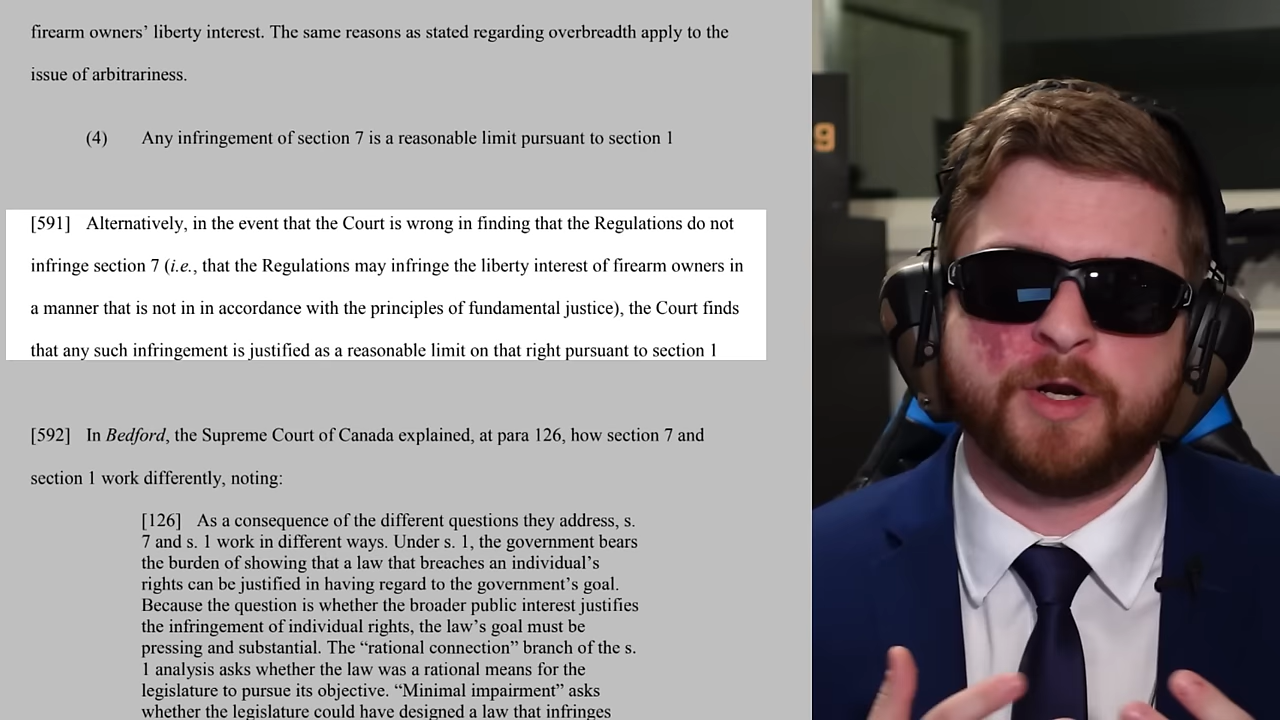 firearm owners’ liberty interest. The same reasons as stated regarding overbreadth apply to the
issue of arbitrariness.
(4) Any infringement of section 7 is a reasonable limit pursuant to section 1
[591] Alternatively, in the event that the Court is wrong in finding that the Regulations do not
infringe section 7 (i.e., that the Regulations may infringe the liberty interest of firearm owners in
a manner that is not in in accordance with the principles of fundamental justice), the Court finds
that any such infringement is justified as a reasonable limit on that right pursuant to section 1
[592] In Bedford, the Supreme Court of Canada explained, at para 126, how section 7 and
section 1 work differently, noting:
[126] As a consequence of the different questions they address, s.
7 and s. 1 work in different ways. Under s. 1, the government bears
the burden of showing that a law that breaches an individual’s
rights can be justified in having regard to the government’s goal.
Because the question is whether the broader public interest justifies
the infringement of individual rights, the law’s goal must be
pressing and substantial. The “rational connection” branch of the s.
1 analysis asks whether the law was a rational means for the
legislature to pursue its objective. “Minimal impairment” asks
whether the legislature could have designed a law that infringes
9